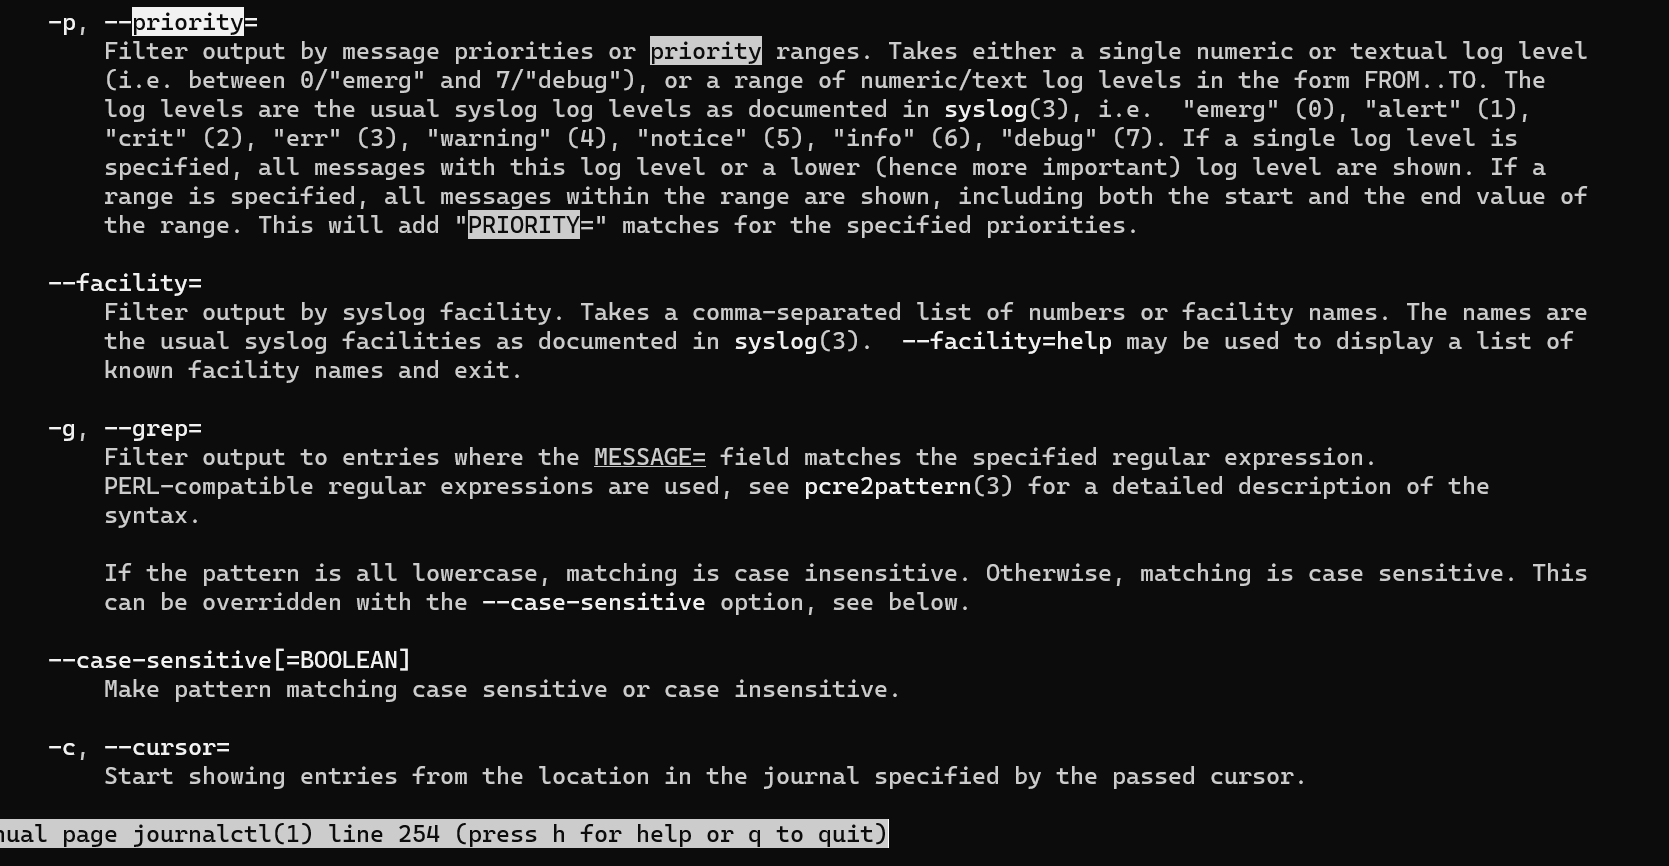 -p, --priority=
Filter output by message priorities or priority ranges. Takes either a single numeric or textual log level
(i.e. between 0/"emerg" and 7/"debug"), or a range of numeric/text log levels in the form FROM..TO. The
log levels are the usual syslog log levels as documented in syslog(3), i.e.  "emerg" (0), "alert" (1),
"crit" (2), "err" (3), "warning" (4), "notice" (5), "info" (6), "debug" (7). If a single log level is
specified, all messages with this log level or a lower (hence more important) log level are shown. If a
range is specified, all messages within the range are shown, including both the start and the end value of
the range. This will add "PRIORITY=" matches for the specified priorities.
--facility=
Filter output by syslog facility. Takes a comma-separated list of numbers or facility names. The names are
the usual syslog facilities as documented in syslog(3).  --facility=help may be used to display a list of
known facility names and exit.
-g, --grep=
Filter output to entries where the MESSAGE= field matches the specified regular expression.
PERL-compatible regular expressions are used, see pcre2pattern(3) for a detailed description of the
syntax.
If the pattern is all lowercase, matching is case insensitive. Otherwise, matching is case sensitive. This
can be overridden with the --case-sensitive option, see below.
--case-sensitive[=BOOLEAN]
Make pattern matching case sensitive or case insensitive.
-c, --cursor=
Start showing entries from the location in the journal specified by the passed cursor.
nual page journalctl(1) line 254 (press h for help or q to quit)